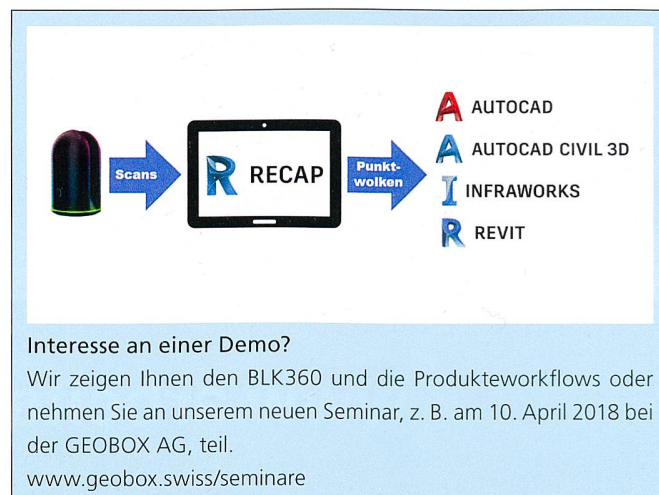 Scans
R RECAP
Punkt-
wolken
A AUTOCAD
A AUTOCAD CIVIL 3D
I INFRAWORKS
R REVIT
Interesse an einer Demo?
Wir zeigen Ihnen den BLK360 und die Produkteworkflows oder
nehmen Sie an unserem neuen Seminar, z. B. am 10. April 2018 bei
der GEOBOX AG, teil.
www.geobox.swiss/seminare